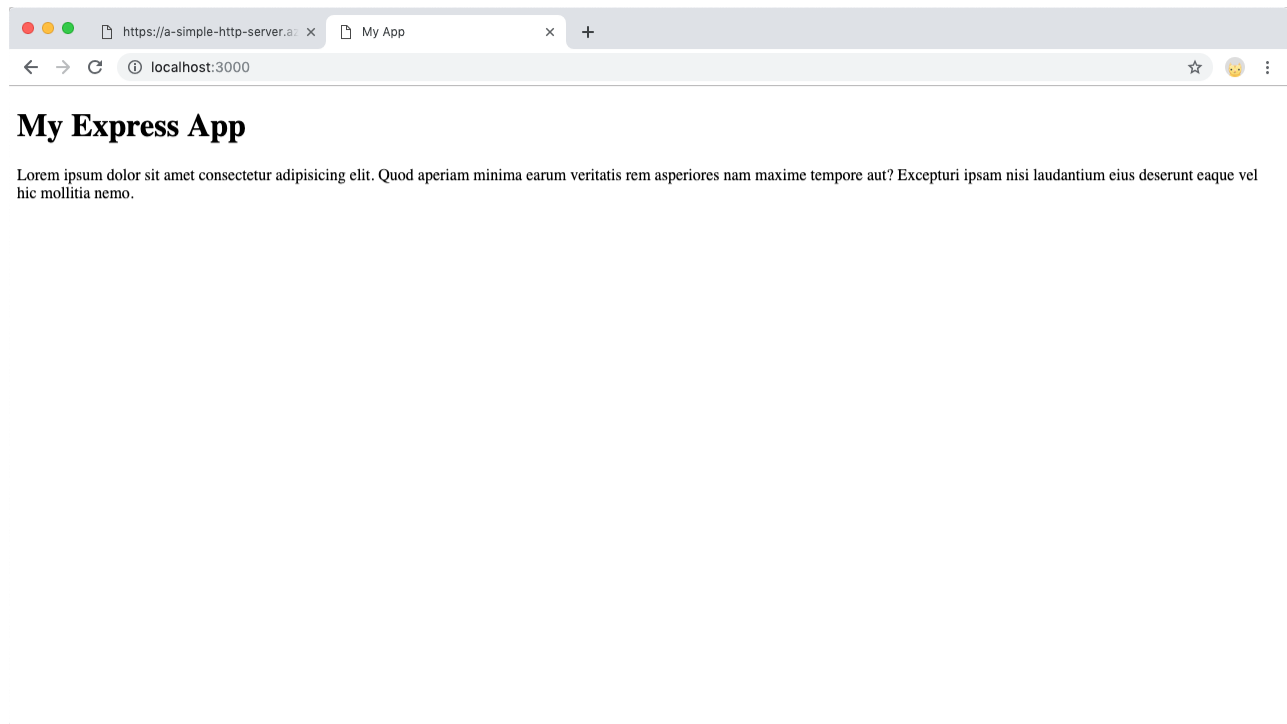 https://a-simple-http-server.az
My App
localhost:3000
My Express App
Lorem ipsum dolor sit amet consectetur adipisicing elit. Quod aperiam minima earum veritatis rem asperiores nam maxime tempore aut? Excepturi ipsam nisi laudantium eius deserunt eaque vel
hic mollitia nemo.